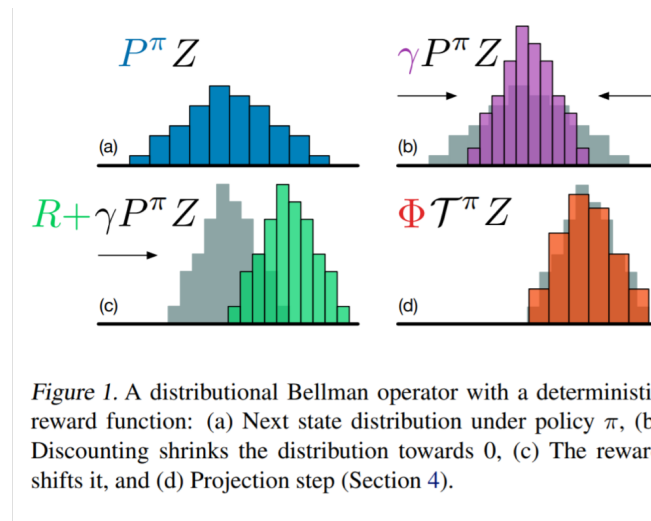 P^π Z
γP^π Z
(a)
(b)
R+γP^π Z
ΦT^π Z
(c)
(d)
Figure 1. A distributional Bellman operator with a deterministi
reward function: (a) Next state distribution under policy π, (b
Discounting shrinks the distribution towards 0, (c) The rewar
shifts it, and (d) Projection step (Section 4).